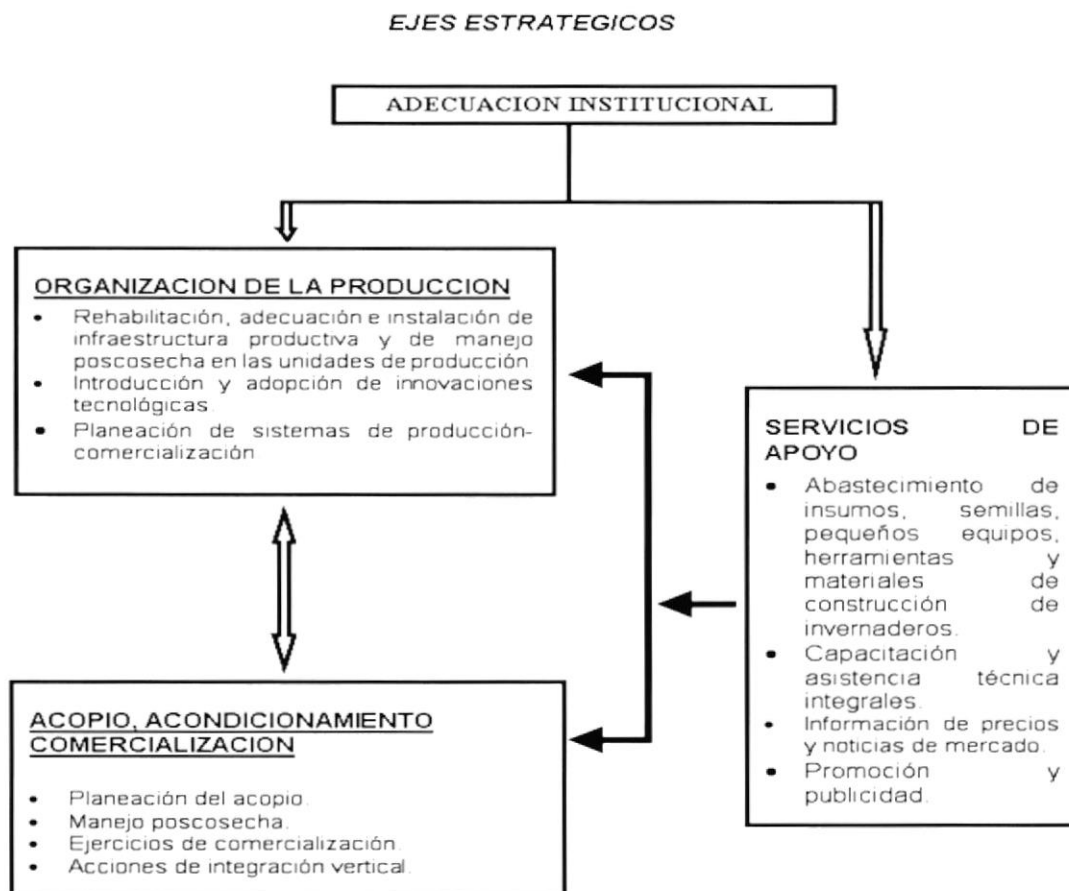 EJES ESTRATEGICOS
ADECUACION INSTITUCIONAL
ORGANIZACION DE LA PRODUCCION
• Rehabilitación, adecuación e instalación de
infraestructura productiva y de manejo
poscosecha en las unidades de producción
• Introducción y adopción de innovaciones
tecnológicas.
• Planeación de sistemas de producción-
comercialización
SERVICIOS DE
APOYO
• Abastecimiento de
insumos, semillas,
pequeños equipos,
herramientas y
materiales de
construcción de
invernaderos.
• Capacitación y
asistencia técnica
integrales.
• Información de precios
y noticias de mercado.
• Promoción y
publicidad.
ACOPIO, ACONDICIONAMIENTO
COMERCIALIZACION
• Planeación del acopio.
• Manejo poscosecha.
• Ejercicios de comercialización.
• Acciones de integración vertical.